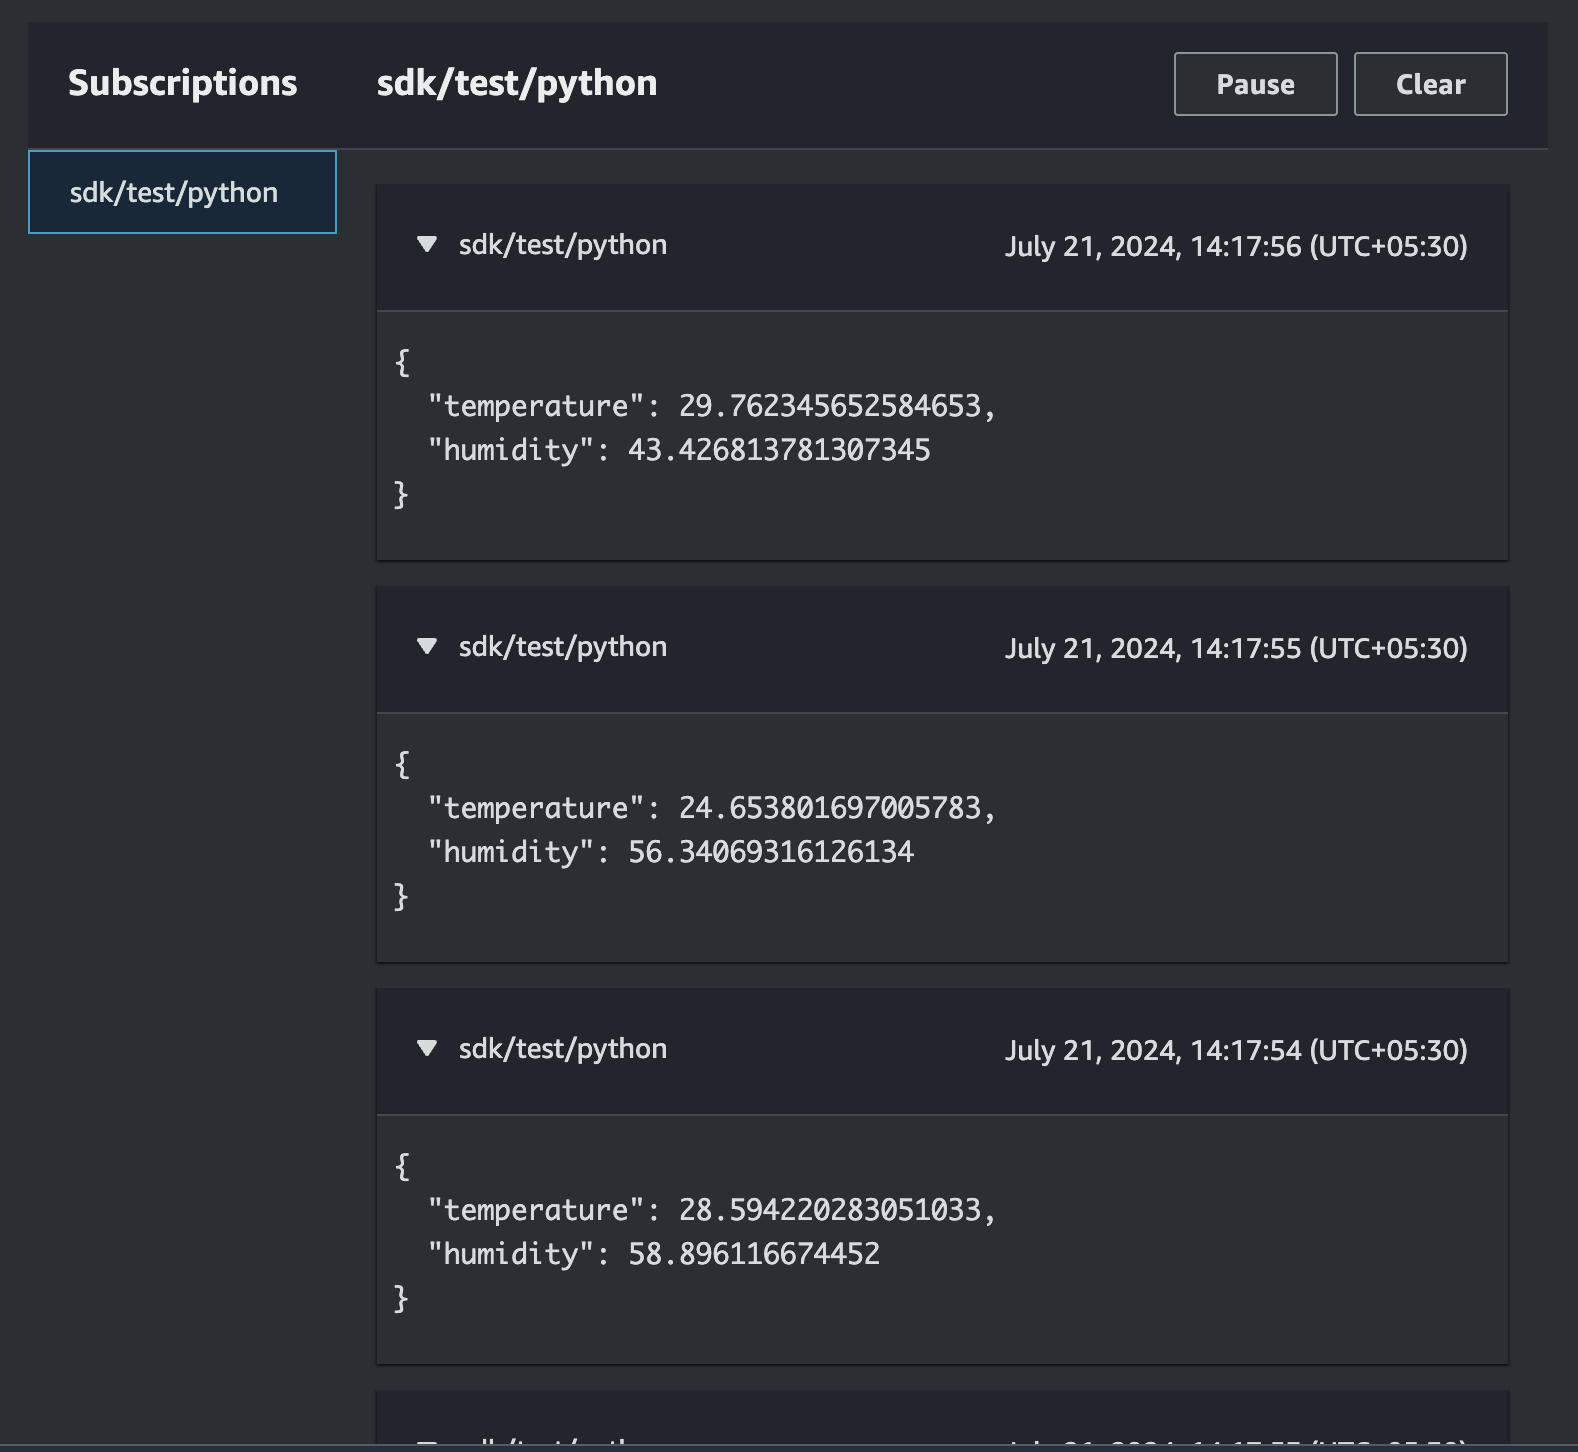 Subscriptions
sdk/test/python
Pause
Clear
sdk/test/python
sdk/test/python
July 21, 2024, 14:17:56 (UTC+05:30)
{
"temperature": 29.762345652584653,
"humidity": 43.426813781307345
}
sdk/test/python
July 21, 2024, 14:17:55 (UTC+05:30)
{
"temperature": 24.653801697005783,
"humidity": 56.34069316126134
}
sdk/test/python
July 21, 2024, 14:17:54 (UTC+05:30)
{
"temperature": 28.594220283051033,
"humidity": 58.896116674452
}